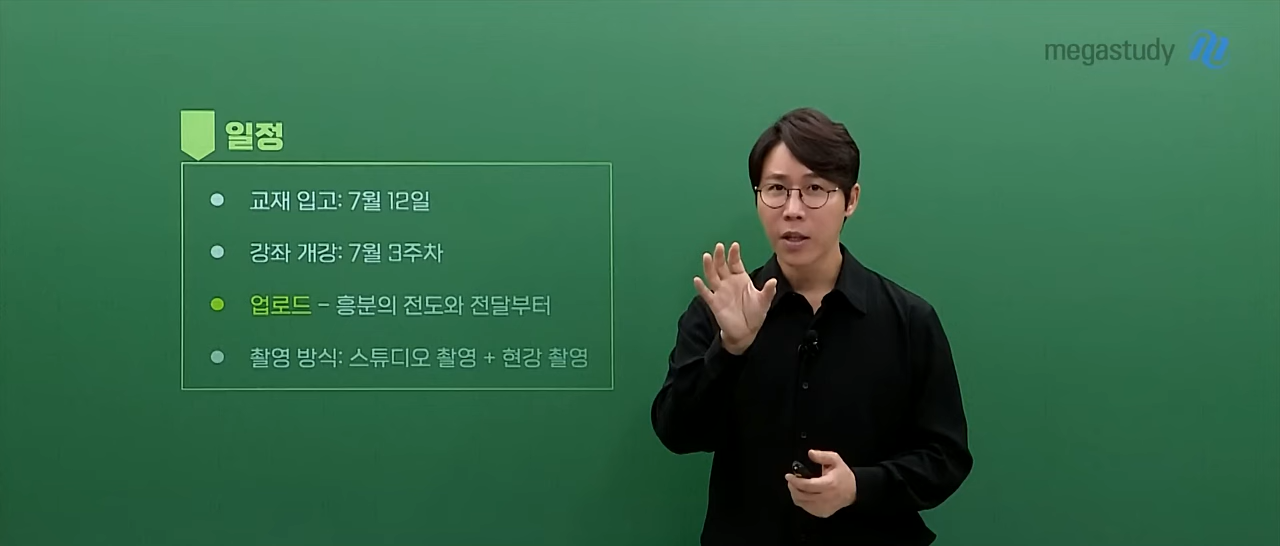 megastudy
일정
교재 입고: 7월 12일
강좌 개강: 7월 3주차
업로드 - 흥분의 전도와 전달부터
촬영 방식: 스튜디오 촬영 + 현강 촬영